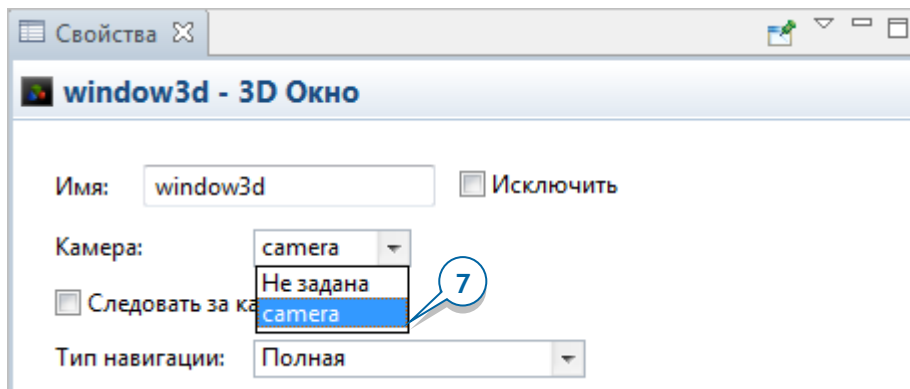 Свойства
window3d - 3D Окно
Имя: window3d Исключить
Камера: camera
Не задана
7
Следовать за ка
camera
Тип навигации: Полная